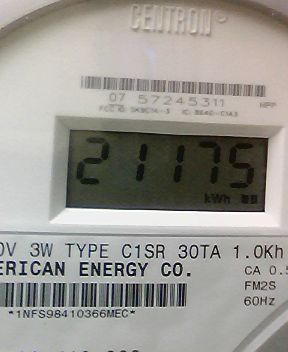 CENTRON
07 57245311
NPP
21175
kWh
0V 3W TYPE C1SR 30TA 1.0Kh
ERICAN ENERGY CO.
CA 0.5
FM2S
60Hz
*1NFS98410366MEC*